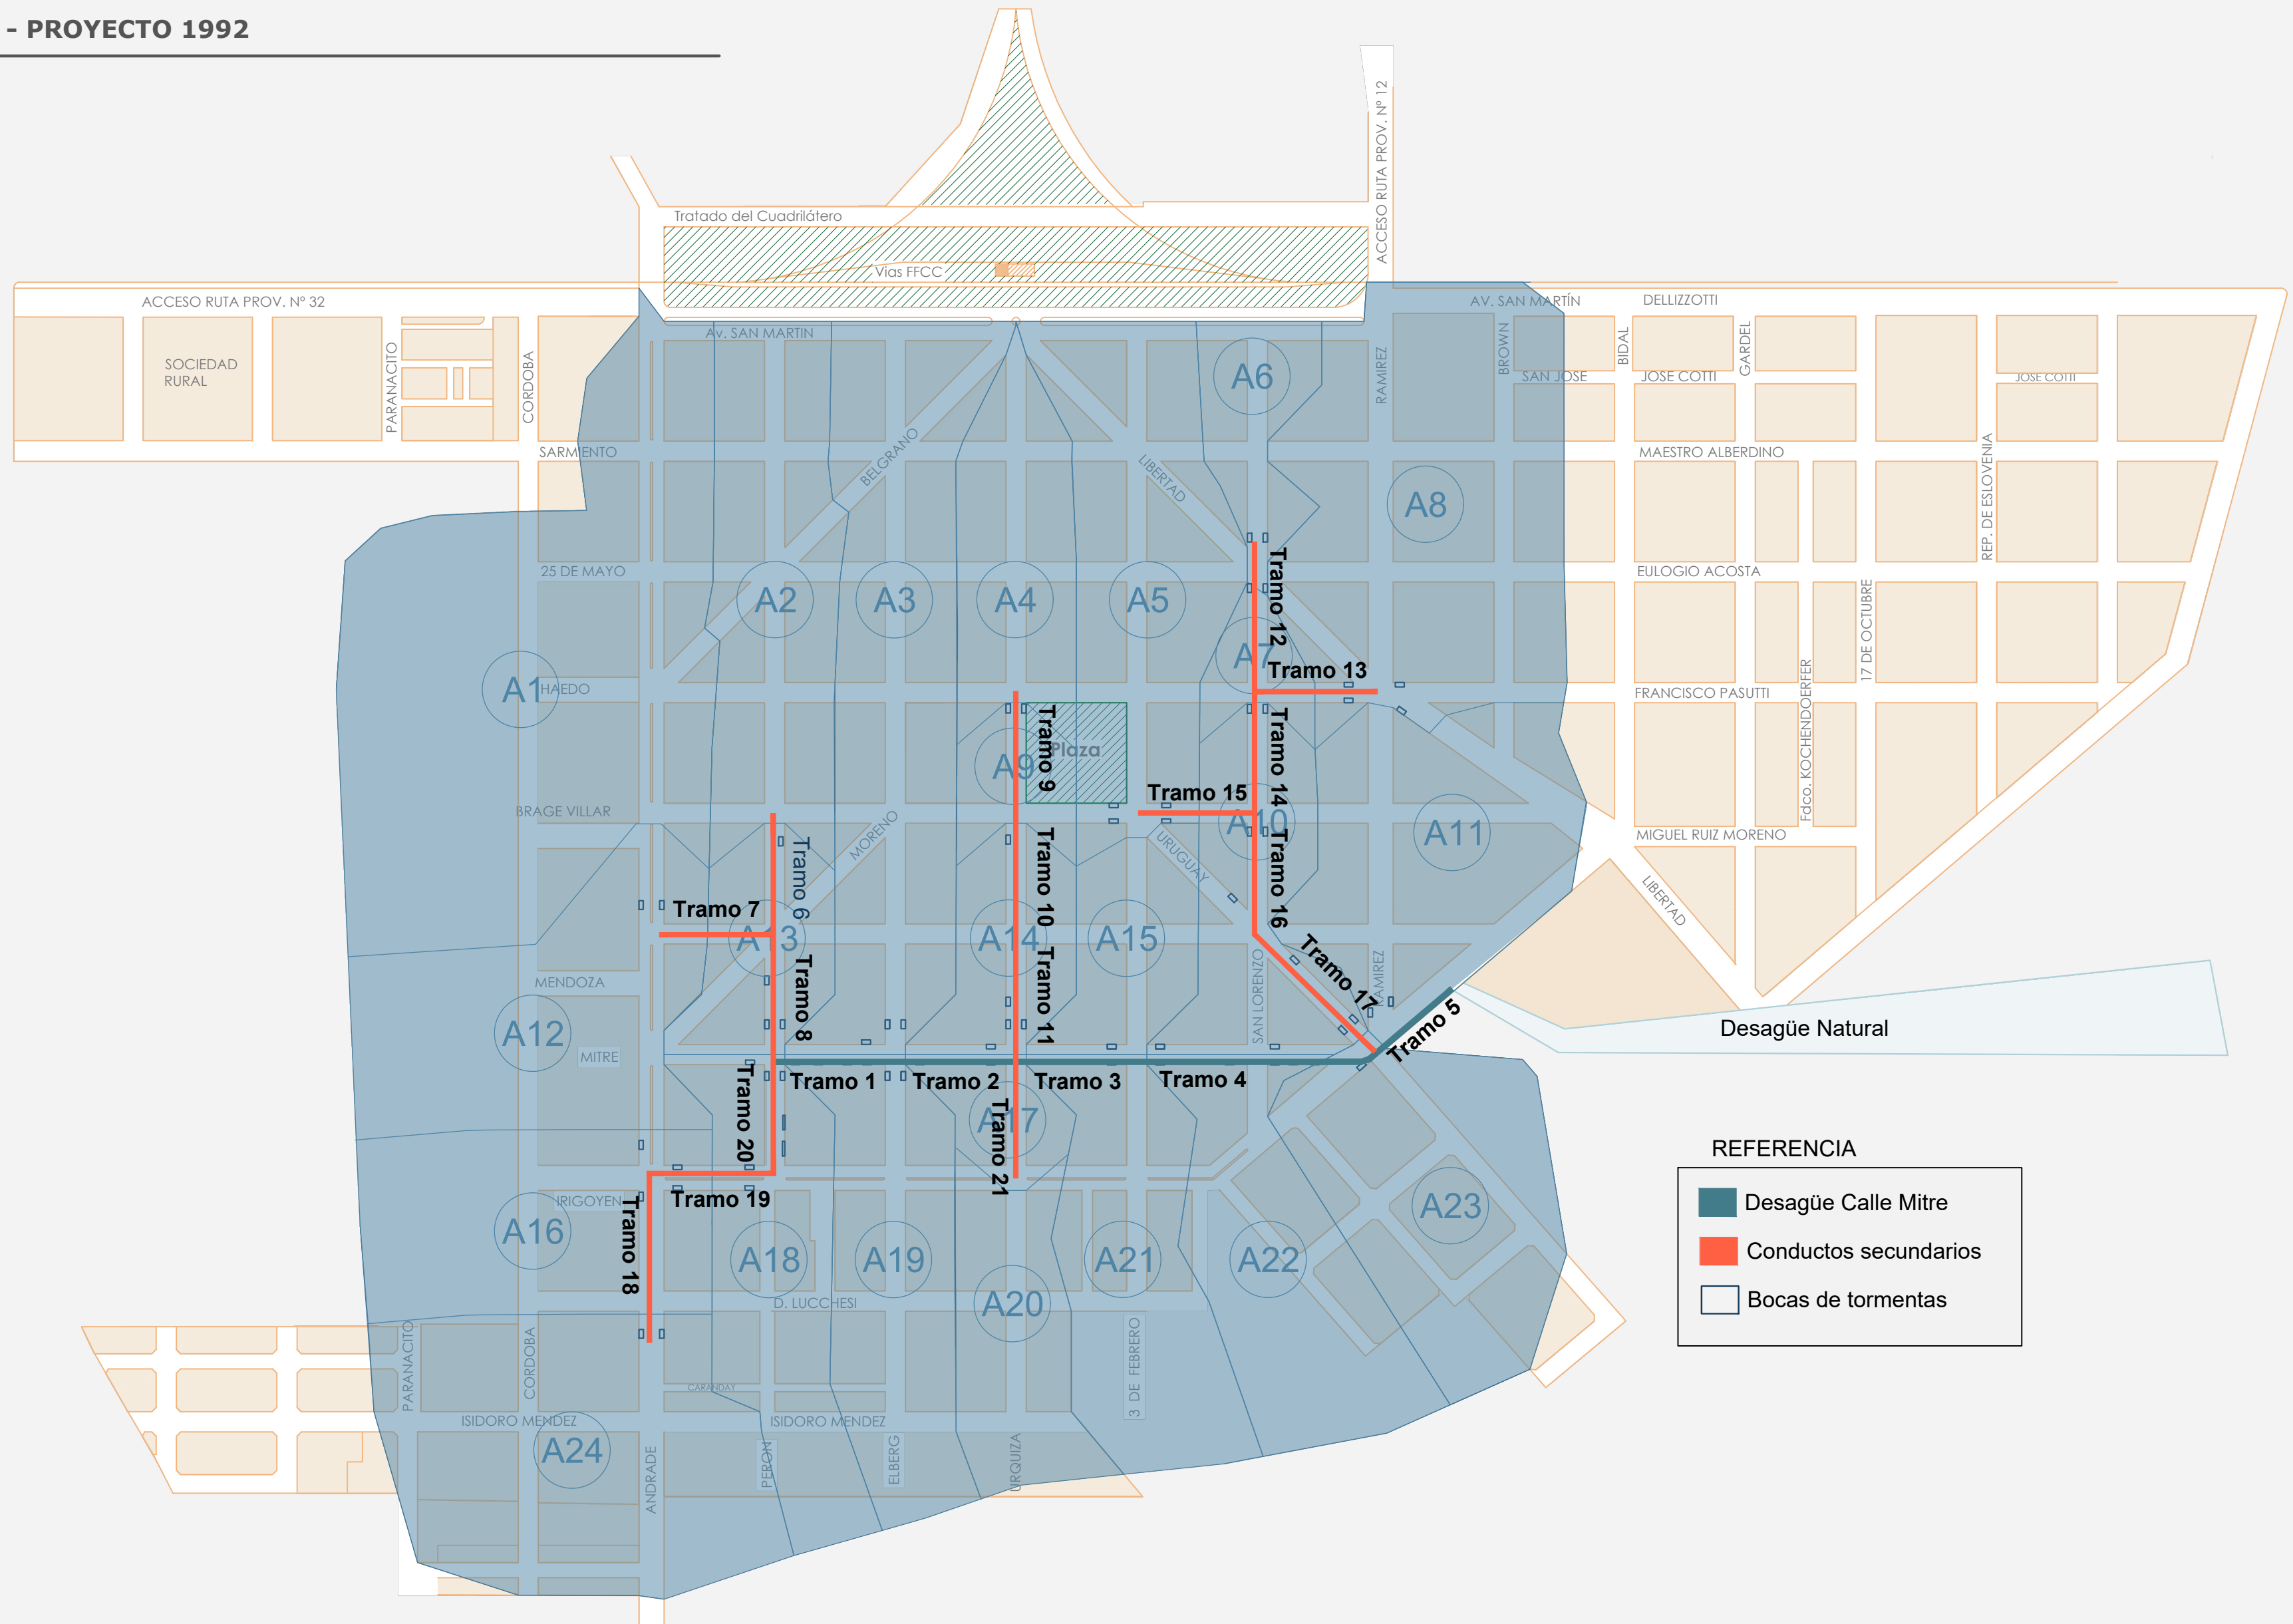 - PROYECTO 1992
ACCESO RUTA PROV. Nº 12
Tratado del Cuadrilátero
Vias FFCC
ACCESO RUTA PROV. Nº 32
AV. SAN MARTÍN
DELLIZZOTTI
Av. SAN MARTIN
SOCIEDAD
RURAL
PARANACITO
CORDOBA
RAMIREZ
BROWN
BIDAL
GARDEL
A6
SAN JOSE
JOSE COTTI
JOSE COTTI
SARMIENTO
BELGRANO
LIBERTAD
MAESTRO ALBERDINO
REP. DE ESLOVENIA
A8
25 DE MAYO
EULOGIO ACOSTA
A2
A3
A4
A5
Tramo 12
17 DE OCTUBRE
A7
Tramo 13
A1
HAEDO
FRANCISCO PASUTTI
Fdco. KOCHENDOERFER
Tramo 9
Plaza
A9
Tramo 14
Tramo 15
BRAGE VILLAR
A10
A11
MIGUEL RUIZ MORENO
MORENO
URUGUAY
Tramo 6
Tramo 10
Tramo 16
LIBERTAD
Tramo 7
A13
A14
A15
Tramo 8
Tramo 11
Tramo 17
MENDOZA
SAN LORENZO
RAMIREZ
A12
MITRE
Tramo 5
Desagüe Natural
Tramo 1
Tramo 2
Tramo 3
Tramo 4
Tramo 20
A17
Tramo 21
REFERENCIA
Desagüe Calle Mitre
Conductos secundarios
Bocas de tormentas
IRIGOYEN
Tramo 19
Tramo 18
A16
A18
A19
A20
A21
A22
A23
D. LUCCHESI
PARANACITO
CORDOBA
3 DE FEBRERO
CARANDAY
ISIDORO MENDEZ
ISIDORO MENDEZ
A24
ANDRADE
PERON
ELBERG
URQUIZA